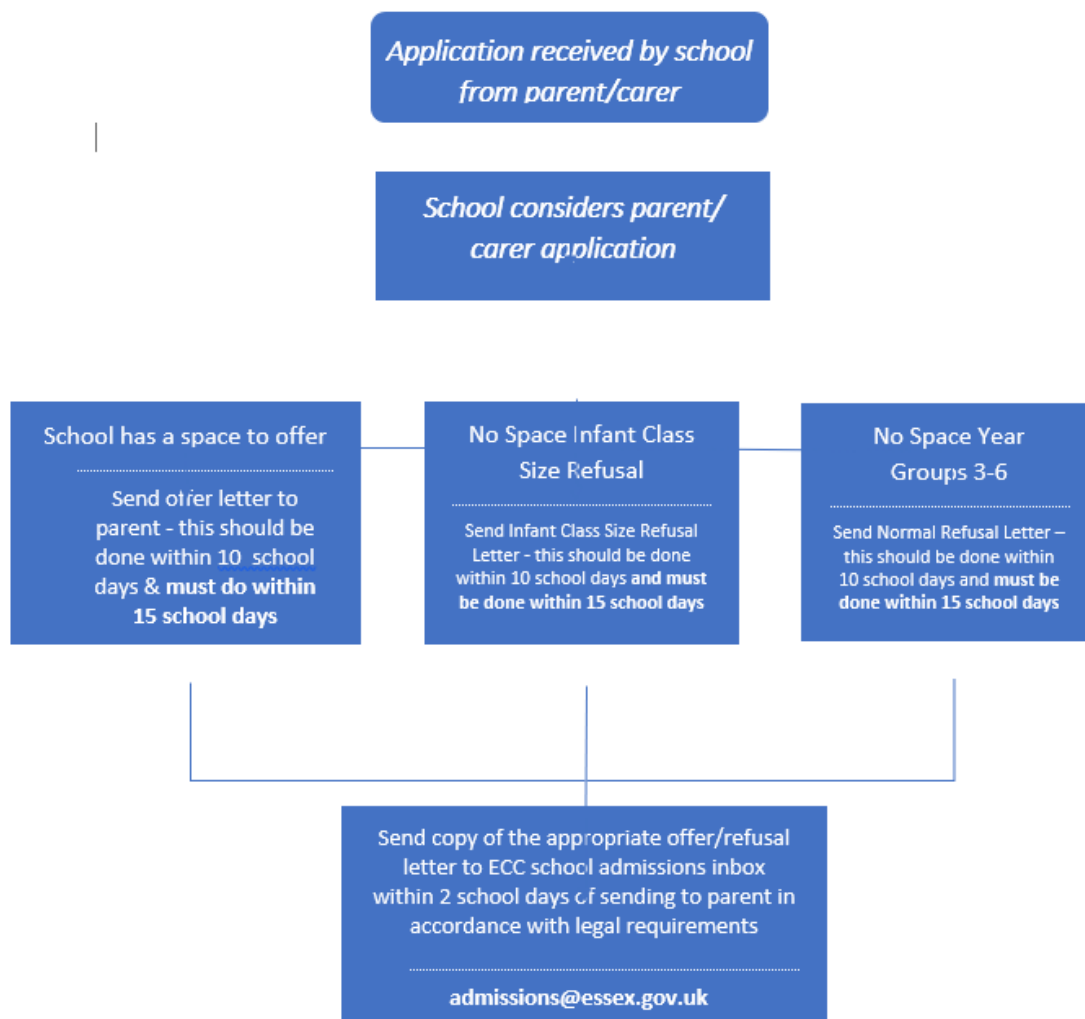 Application received by school
from parent/carer
School considers parent/
carer application
School has a space to offer
Send offer letter to
parent - this should be
done within 10 school
days & must do within
15 school days
No Space Infant Class
Size Refusal
Send Infant Class Size Refusal
Letter - this should be done
within 10 school days and must
be done within 15 school days
No Space Year
Groups 3-6
Send Normal Refusal Letter –
this should be done within
10 school days and must be
done within 15 school days
Send copy of the appropriate offer/refusal
letter to ECC school admissions inbox
within 2 school days of sending to parent in
accordance with legal requirements
admissions@essex.gov.uk